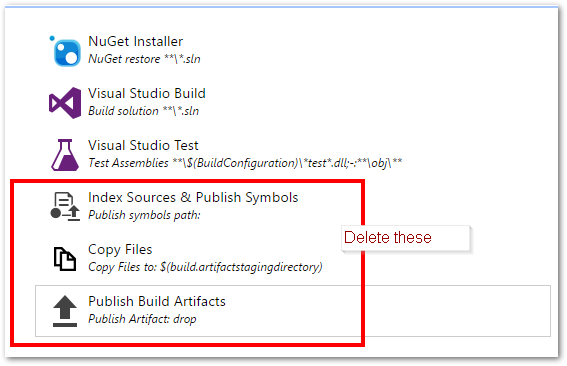 NuGet Installer
NuGet restore **\*.sln
Visual Studio Build
Build solution **\*.sln
Visual Studio Test
Test Assemblies **\$(BuildConfiguration)\*test*.dll;-:**\obj\**
Index Sources & Publish Symbols
Publish symbols path:
Delete these
Copy Files
Copy Files to: $(build.artifactstagingdirectory)
Publish Build Artifacts
Publish Artifact: drop